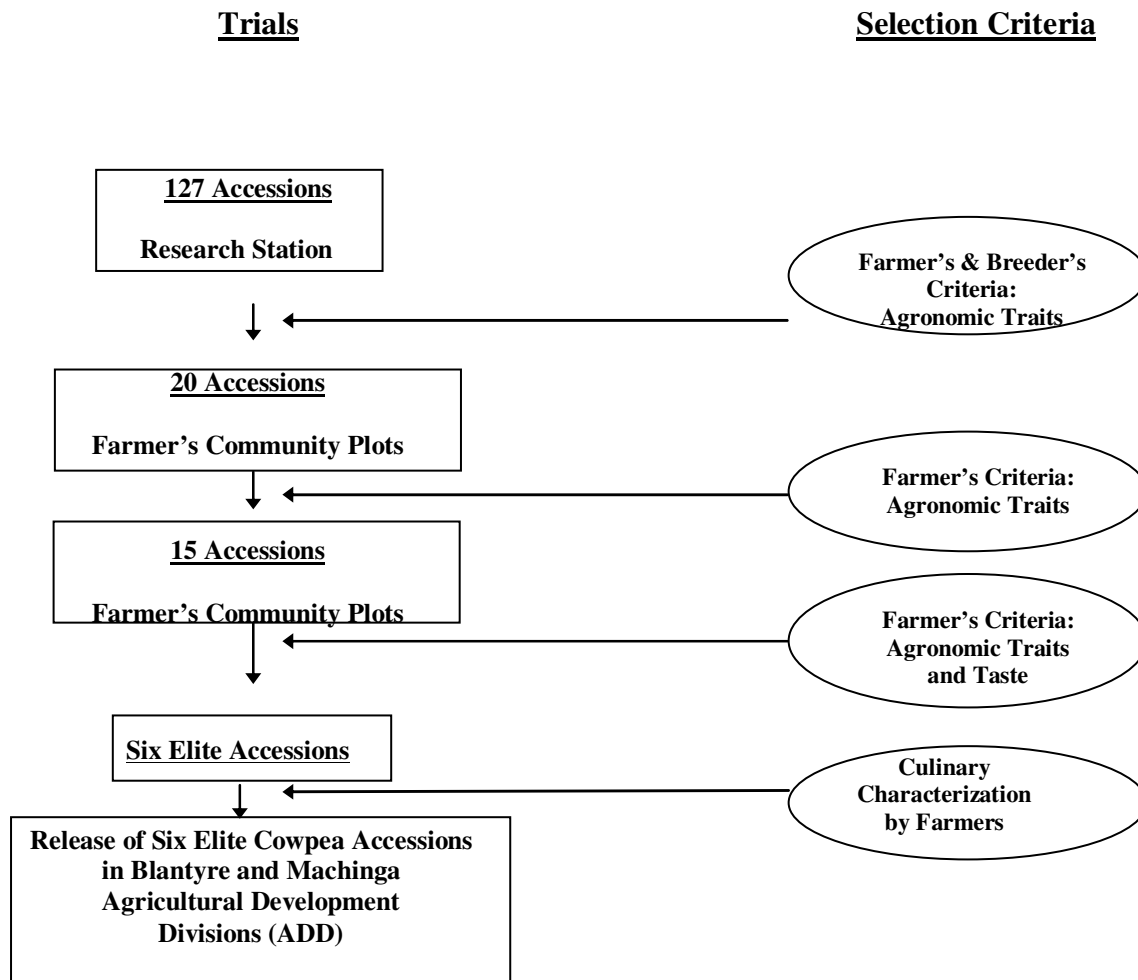 Trials
Selection Criteria
127 Accessions
Research Station
Farmer's & Breeder's
Criteria:
Agronomic Traits
20 Accessions
Farmer's Community Plots
Farmer's Criteria:
Agronomic Traits
15 Accessions
Farmer's Community Plots
Farmer's Criteria:
Agronomic Traits
and Taste
Six Elite Accessions
Culinary
Characterization
by Farmers
Release of Six Elite Cowpea Accessions
in Blantyre and Machinga
Agricultural Development
Divisions (ADD)